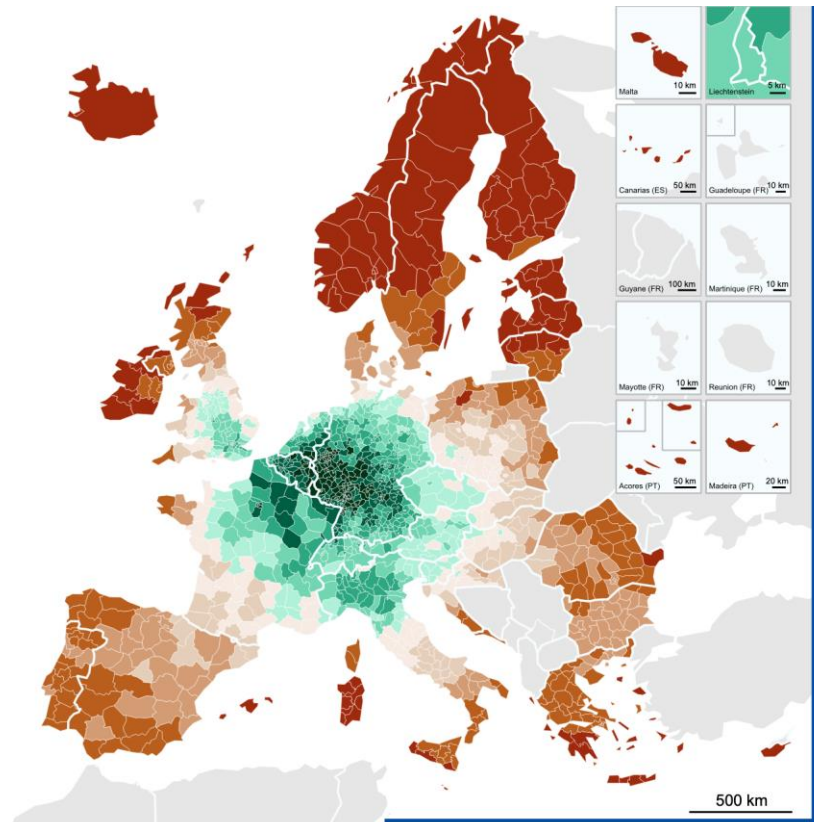 Malta
10 km
Liechtenstein
5 km
Canarias (ES)
50 km
Guadeloupe (FR)
10 km
Guyane (FR)
100 km
Martinique (FR)
10 km
Mayotte (FR)
10 km
Reunion (FR)
10 km
Acores (PT)
50 km
Madeira (PT)
20 km
500 km